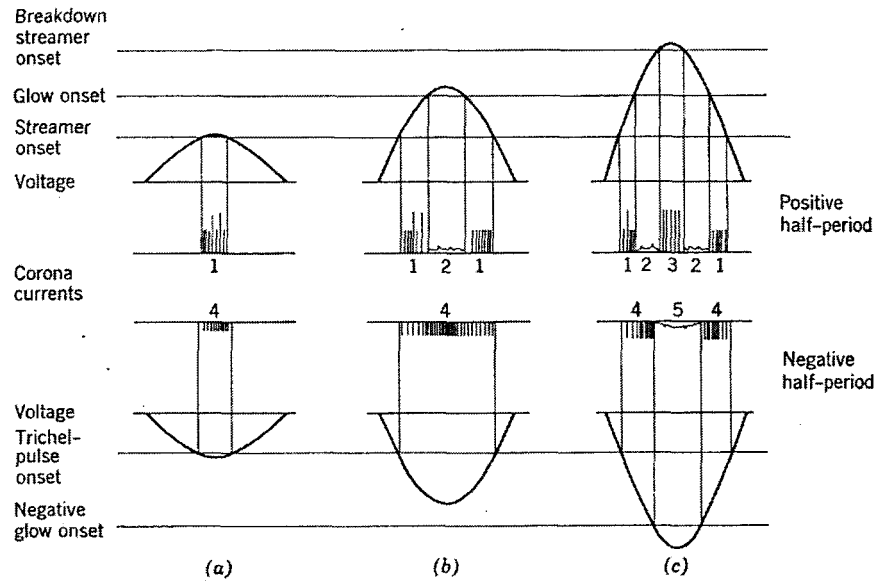 Breakdown
streamer
onset
Glow onset
Streamer
onset
Voltage
Positive
half-period
1
1 2 1
1 2 3 2 1
Corona
currents
4
4
4 5 4
Negative
half-period
Voltage
Trichel-
pulse
onset
Negative
glow onset
(a)
(b)
(c)